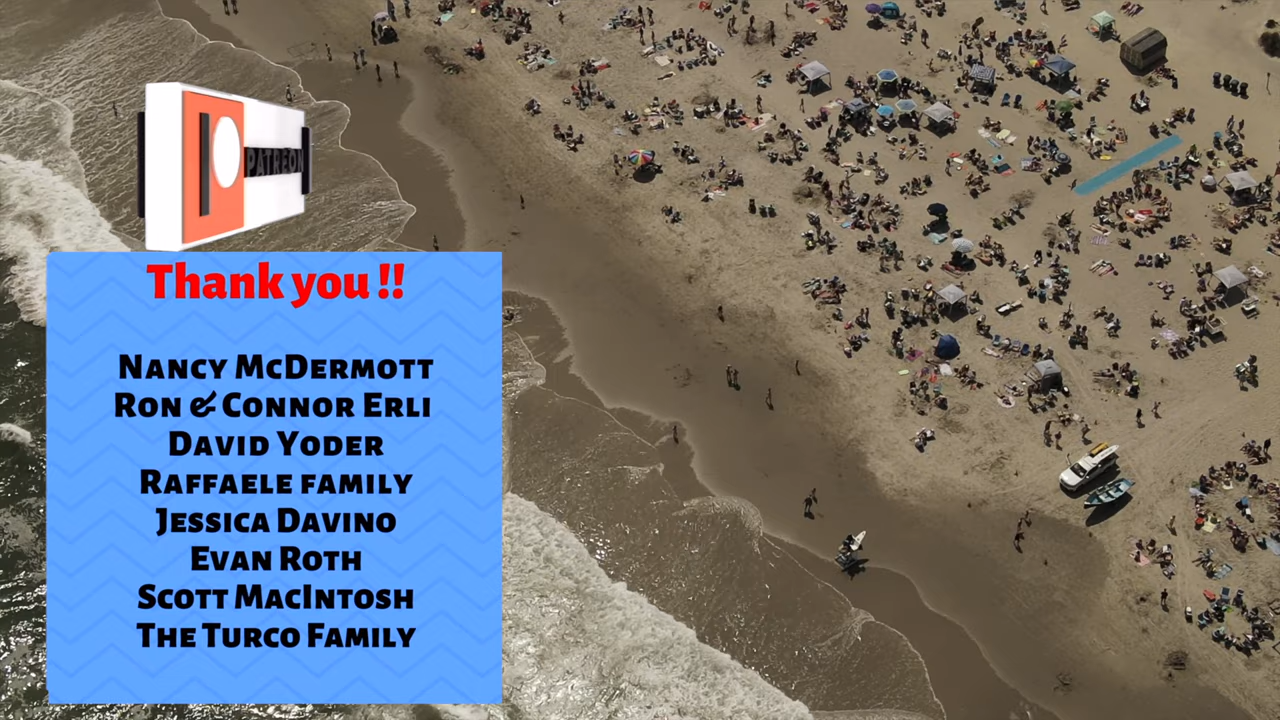 PATREON
Thank you !!
Nancy McDermott
Ron & Connor Erli
David Yoder
Raffaele family
Jessica Davino
Evan Roth
Scott MacIntosh
The Turco Family